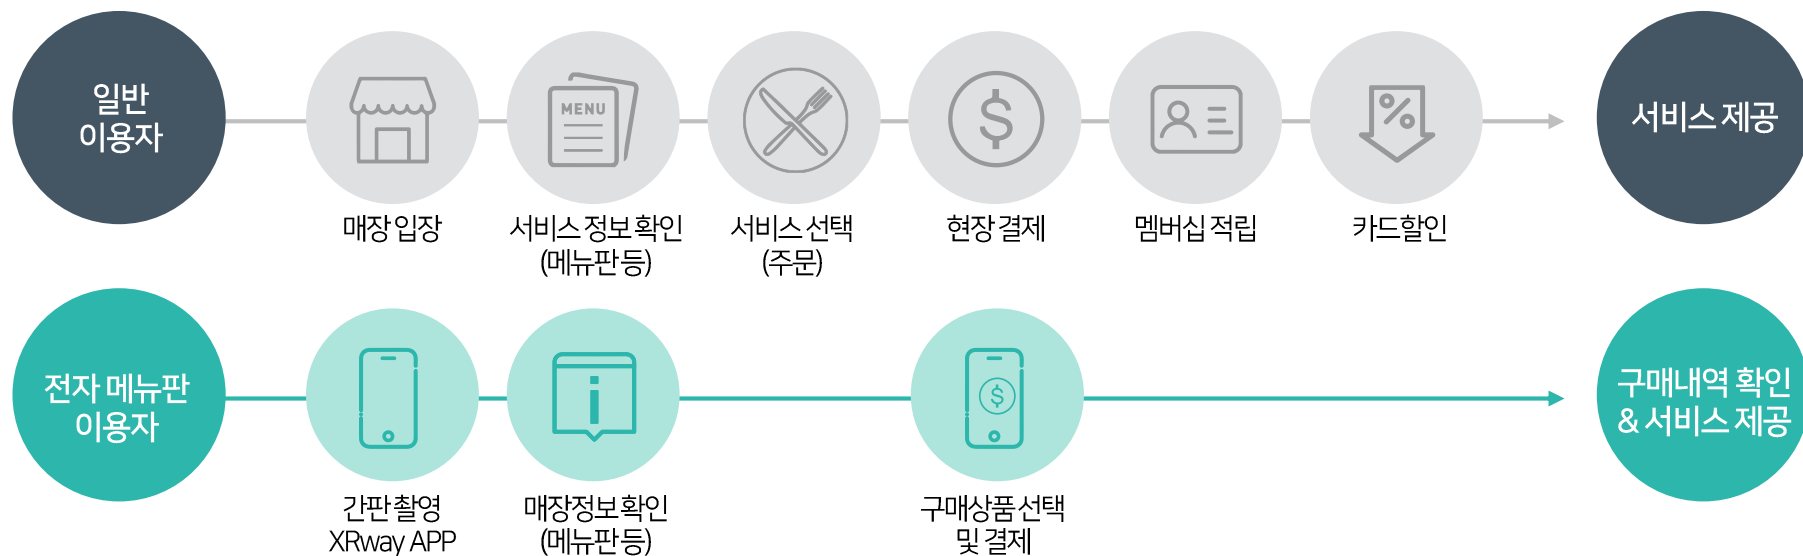 일반
이용자
MENU
$
%
매장 입장
서비스 정보 확인
(메뉴판 등)
서비스 선택
(주문)
현장 결제
멤버십 적립
카드할인
서비스 제공
전자 메뉴판
이용자
i
$
간판 촬영
XRway APP
매장정보 확인
(메뉴판 등)
구매상품 선택
및 결제
구매내역 확인
& 서비스 제공